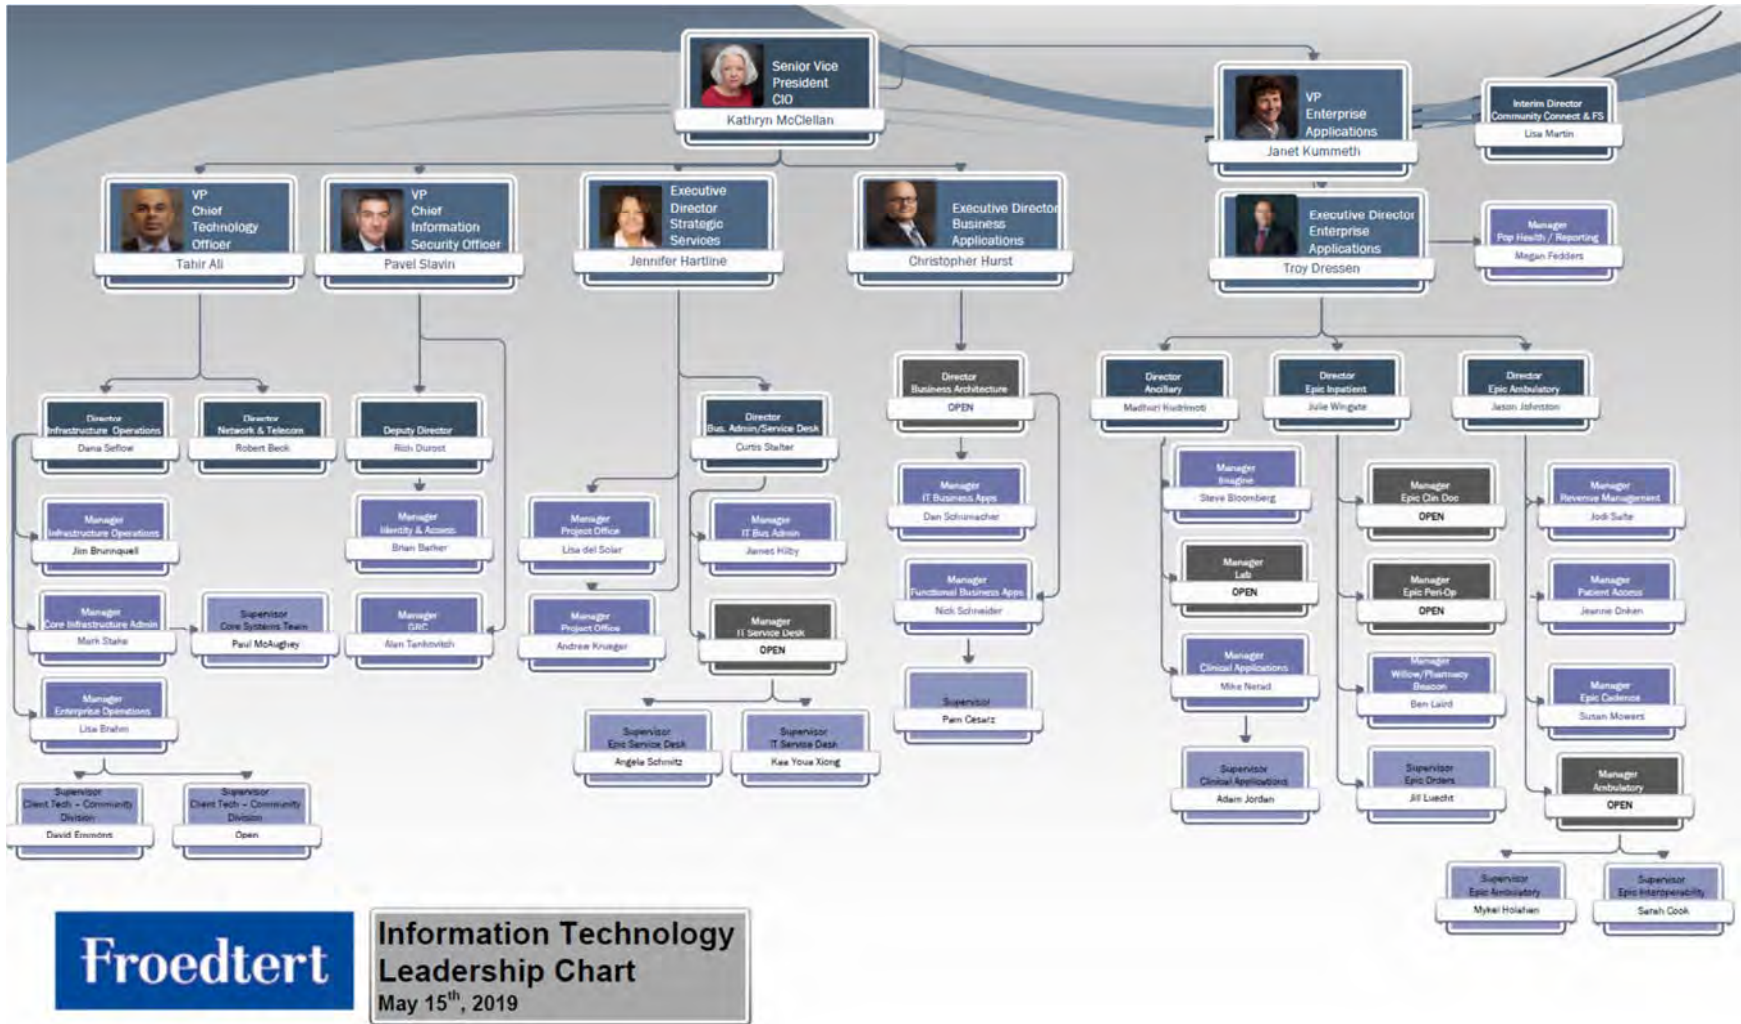 Senior Vice
President
CIO
Kathryn McClellan
VP
Enterprise
Applications
Janet Kummeth
Interim Director
Community Connect & FS
Lisa Martin
VP
Chief
Technology
Officer
Tahir Ali
VP
Chief
Information
Security Officer
Pavel Slavin
Executive
Director
Strategic
Services
Jennifer Hartline
Executive Director
Business
Applications
Christopher Hurst
Executive Director
Enterprise
Applications
Troy Dressen
Manager
Pop Health / Reporting
Megan Fedders
Director
Infrastructure Operations
Dana Seflow
Director
Network & Telecom
Robert Beck
Deputy Director
Rich Durost
Director
Bus. Admin/Service Desk
Curtis Stalter
Director
Business Architecture
OPEN
Director
Ancillary
Madhuri Kudrimoti
Director
Epic Inpatient
Julie Wingate
Director
Epic Ambulatory
Jason Johnston
Manager
Infrastructure Operations
Jim Brunnquell
Manager
Identity & Access
Brian Barker
Manager
Project Office
Lisa del Solar
Manager
IT Bus Admin
James Hilby
Manager
IT Business Apps
Dan Schumacher
Manager
Imagine
Steve Bloomberg
Manager
Epic Clin Doc
OPEN
Manager
Revenue Management
Jodi Suite
Manager
Core Infrastructure Admin
Mark Stake
Supervisor
Core Systems Team
Paul McAughey
Manager
GRC
Alan Tankovitch
Manager
Project Office
Andrew Krueger
Manager
IT Service Desk
OPEN
Manager
Functional Business Apps
Nick Schneider
Manager
Lab
OPEN
Manager
Epic Peri-Op
OPEN
Manager
Patient Access
Jeanne Onken
Manager
Enterprise Operations
Lisa Brehm
Supervisor
Epic Service Desk
Angela Schmitz
Supervisor
IT Service Desk
Kaa Youa Xiong
Supervisor
Pam Cesarz
Manager
Clinical Applications
Mike Nerad
Manager
Willow/Pharmacy
Beacon
Ben Laird
Manager
Epic Cadence
Susan Mowers
Supervisor
Client Tech – Community
Division
David Emmons
Supervisor
Client Tech – Community
Division
Open
Supervisor
Clinical Applications
Adam Jordan
Supervisor
Epic Orders
Jill Luecht
Manager
Ambulatory
OPEN
Supervisor
Epic Ambulatory
Mykel Holahan
Supervisor
Epic Interoperability
Sarah Cook
Froedtert
Information Technology
Leadership Chart
May 15th, 2019